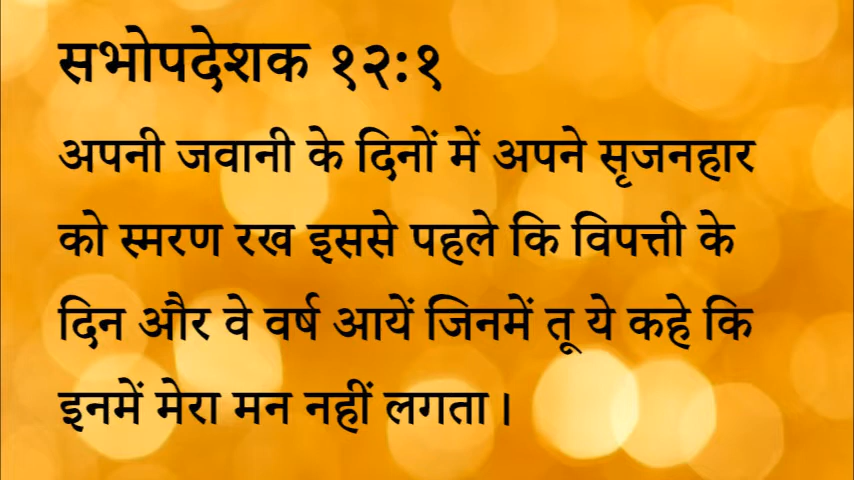 सभोपदेशक १२:१
अपनी जवानी के दिनों में अपने सृजनहार
को स्मरण रख इससे पहले कि विपत्ती के
दिन और वे वर्ष आयें जिनमें तू ये कहे कि
इनमें मेरा मन नहीं लगता।